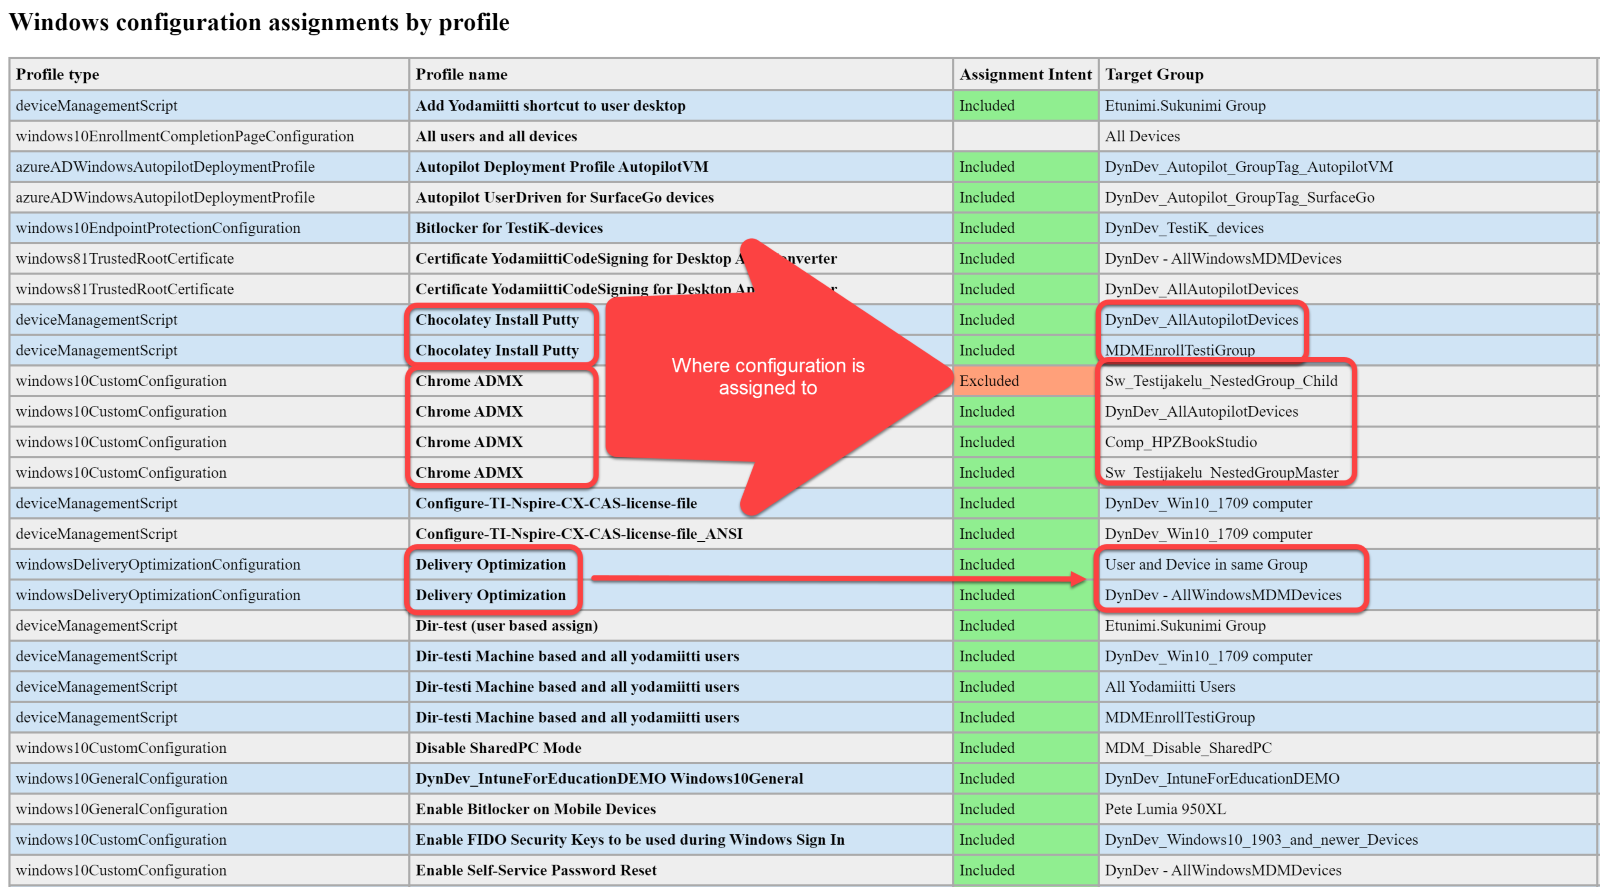 Windows configuration assignments by profile
Profile type Profile name Assignment Intent Target Group
deviceManagementScript Add Yodamiitti shortcut to user desktop Included Etunimi.Sukunimi Group
windows10EnrollmentCompletionPageConfiguration All users and all devices All Devices
azureADWindowsAutopilotDeploymentProfile Autopilot Deployment Profile AutopilotVM Included DynDev_Autopilot_GroupTag_AutopilotVM
azureADWindowsAutopilotDeploymentProfile Autopilot UserDriven for SurfaceGo devices Included DynDev_Autopilot_GroupTag_SurfaceGo
windows10EndpointProtectionConfiguration Bitlocker for TestiK-devices Included DynDev_TestiK_devices
windows81TrustedRootCertificate Certificate YodamiittiCodeSigning for Desktop Included DynDev - AllWindowsMDMDevices
windows81TrustedRootCertificate Certificate YodamiittiCodeSigning for Desktop Included DynDev_AllAutopilotDevices
deviceManagementScript Chocolatey Install Putty Included DynDev_AllAutopilotDevices
deviceManagementScript Chocolatey Install Putty Included MDMEnrollTestiGroup
Where configuration is
assigned to
windows10CustomConfiguration Chrome ADMX Excluded Sw_Testijakelu_NestedGroup_Child
windows10CustomConfiguration Chrome ADMX Included DynDev_AllAutopilotDevices
windows10CustomConfiguration Chrome ADMX Included Comp_HPZBookStudio
windows10CustomConfiguration Chrome ADMX Included Sw_Testijakelu_NestedGroupMaster
deviceManagementScript Configure-TI-Nspire-CX-CAS-license-file Included DynDev_Win10_1709 computer
deviceManagementScript Configure-TI-Nspire-CX-CAS-license-file_ANSI Included DynDev_Win10_1709 computer
windowsDeliveryOptimizationConfiguration Delivery Optimization Included User and Device in same Group
windowsDeliveryOptimizationConfiguration Delivery Optimization Included DynDev - AllWindowsMDMDevices
deviceManagementScript Dir-test (user based assign) Included Etunimi.Sukunimi Group
deviceManagementScript Dir-testi Machine based and all yodamiitti users Included DynDev_Win10_1709 computer
deviceManagementScript Dir-testi Machine based and all yodamiitti users Included All Yodamiitti Users
deviceManagementScript Dir-testi Machine based and all yodamiitti users Included MDMEnrollTestiGroup
windows10CustomConfiguration Disable SharedPC Mode Included MDM_Disable_SharedPC
windows10GeneralConfiguration DynDev_IntuneForEducationDEMO Windows10General Included DynDev_IntuneForEducationDEMO
windows10GeneralConfiguration Enable Bitlocker on Mobile Devices Included Pete Lumia 950XL
windows10CustomConfiguration Enable FIDO Security Keys to be used during Windows Sign In Included DynDev_Windows10_1903_and_newer_Devices
windows10CustomConfiguration Enable Self-Service Password Reset Included DynDev - AllWindowsMDMDevices